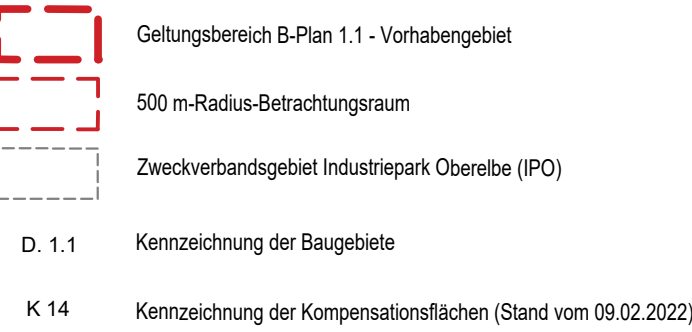 Geltungsbereich B-Plan 1.1 - Vorhabengebiet
500 m-Radius-Betrachtungsraum
Zweckverbandsgebiet Industriepark Oberelbe (IPO)
D. 1.1 Kennzeichnung der Baugebiete
K 14 Kennzeichnung der Kompensationsflächen (Stand vom 09.02.2022)